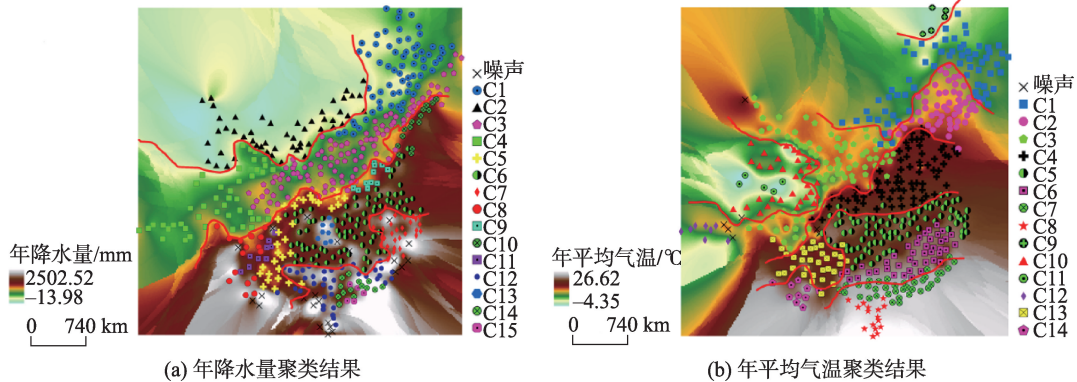 噪声
C1
C2
C3
C4
C5
C6
C7
C8
C9
C10
C11
C12
C13
C14
C15
年降水量/mm
2502.52
−13.98
0 740 km
(a) 年降水量聚类结果
噪声
C1
C2
C3
C4
C5
C6
C7
C8
C9
C10
C11
C12
C13
C14
年平均气温/℃
26.62
−4.35
0 740 km
(b) 年平均气温聚类结果